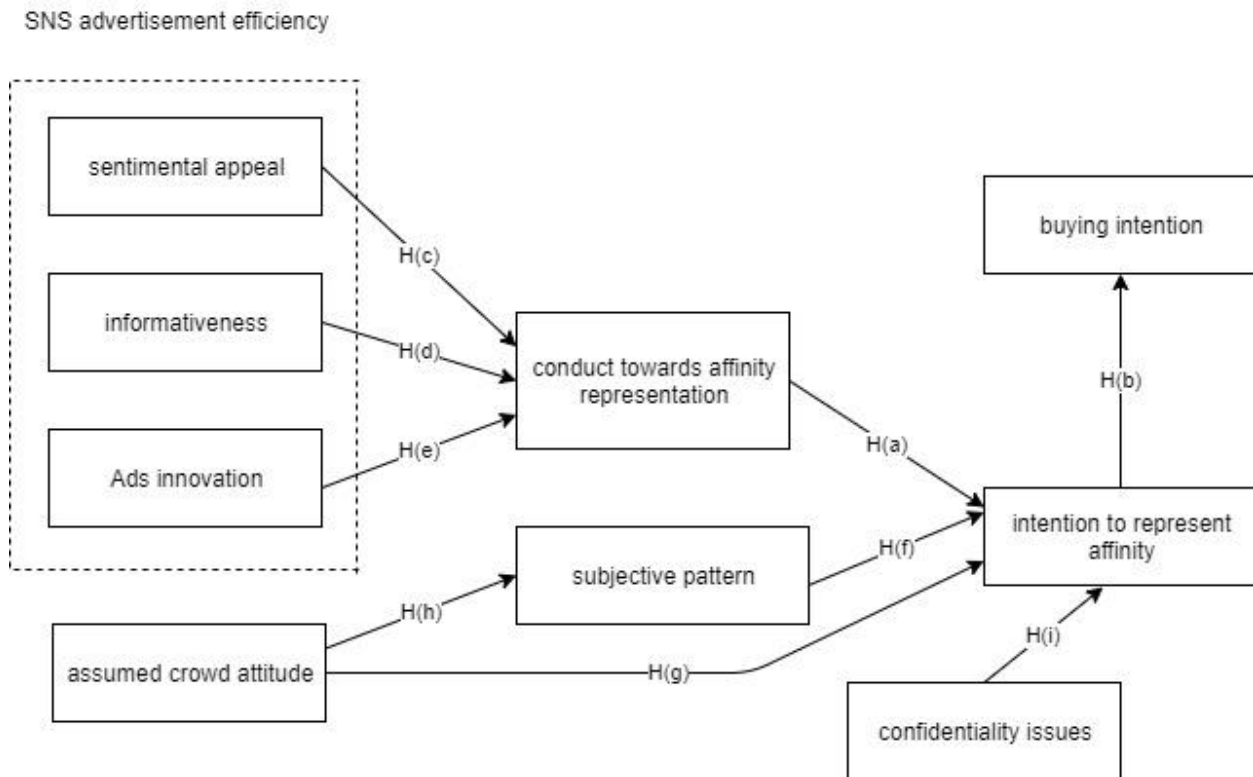 SNS advertisement efficiency
sentimental appeal
H(c)
informativeness
H(d)
Ads innovation
H(e)
conduct towards affinity
representation
H(a)
buying intention
H(b)
intention to represent
affinity
subjective pattern
H(f)
H(h)
assumed crowd attitude
H(g)
H(i)
confidentiality issues